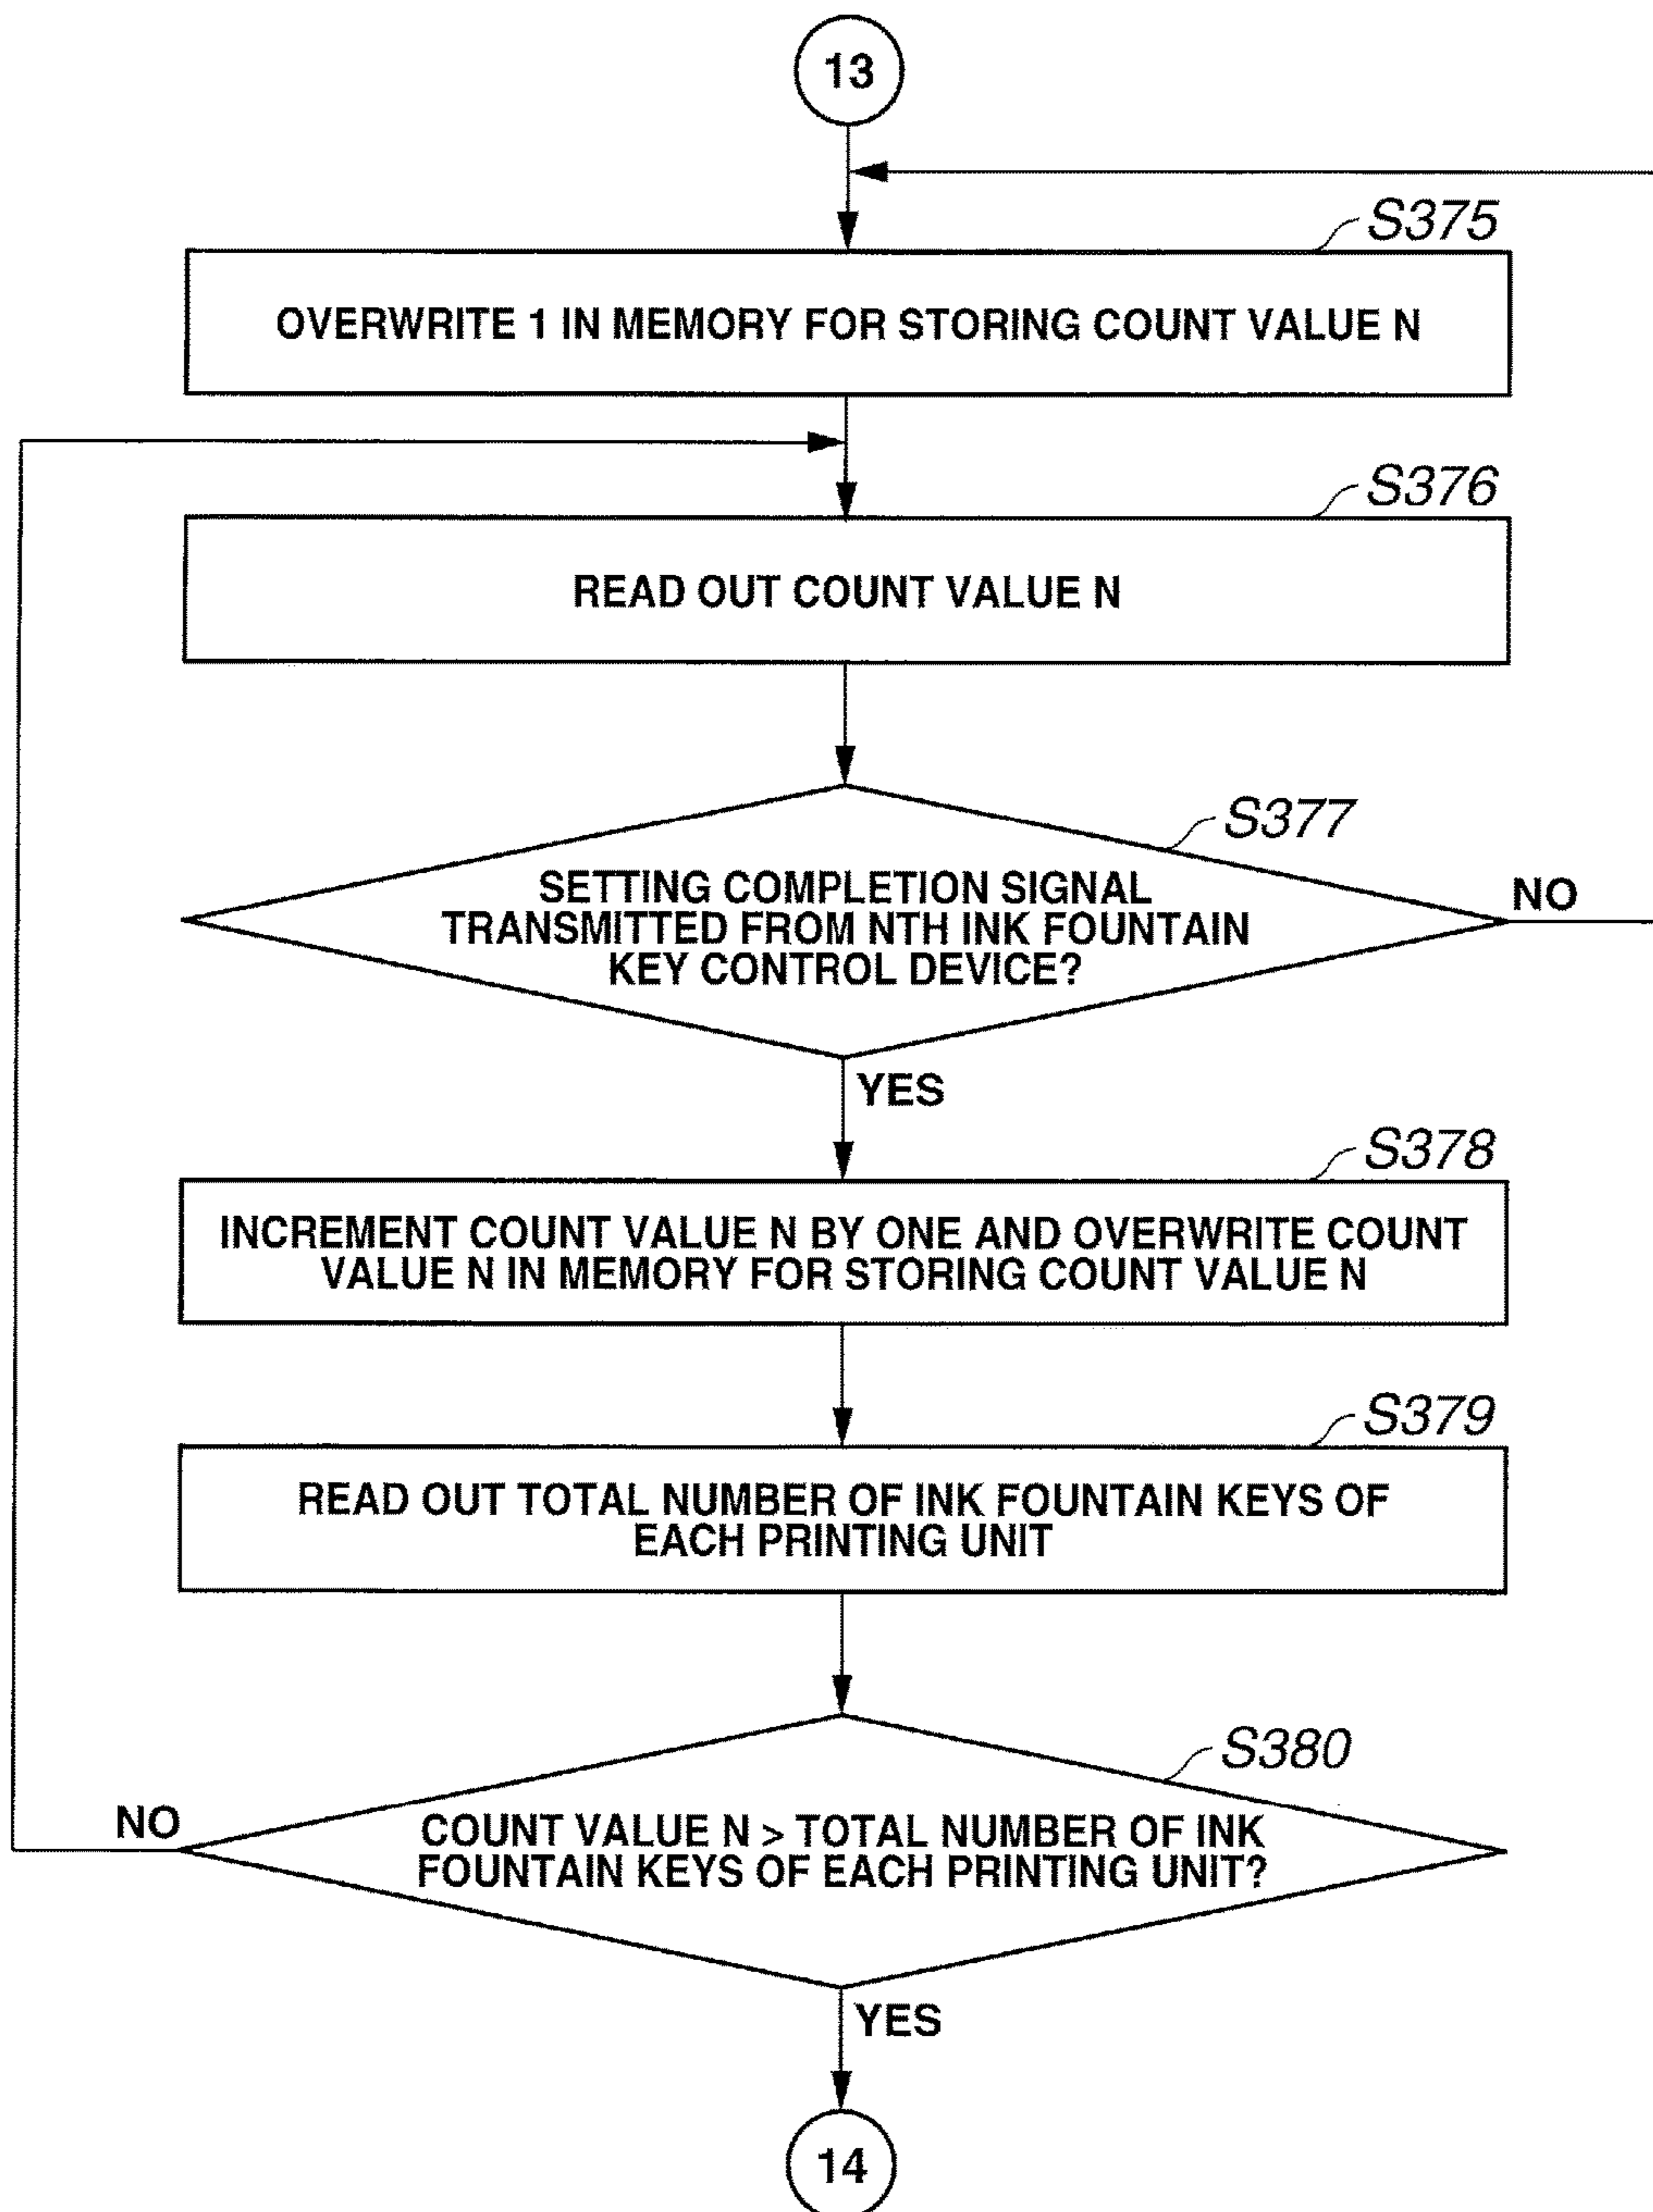 13
S375
OVERWRITE 1 IN MEMORY FOR STORING COUNT VALUE N
S376
READ OUT COUNT VALUE N
S377
SETTING COMPLETION SIGNAL
TRANSMITTED FROM NTH INK FOUNTAIN
KEY CONTROL DEVICE?
NO
YES
S378
INCREMENT COUNT VALUE N BY ONE AND OVERWRITE COUNT
VALUE N IN MEMORY FOR STORING COUNT VALUE N
S379
READ OUT TOTAL NUMBER OF INK FOUNTAIN KEYS OF
EACH PRINTING UNIT
S380
NO
COUNT VALUE N > TOTAL NUMBER OF INK
FOUNTAIN KEYS OF EACH PRINTING UNIT?
YES
14